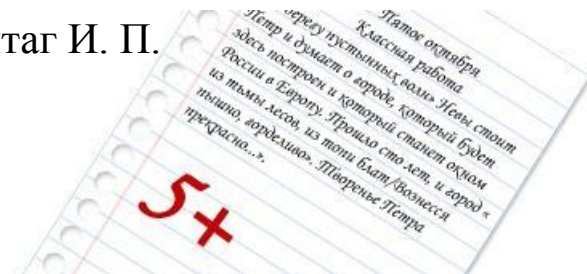 таг И. П.
Пятое октября
Классная работа
берегу пустынных волн» Невы стоит
Петр и думает о городе, который будет
здесь построен и который станет окном
России в Европу. Прошло сто лет, и город «
из тьмы лесов, из топи блат/Вознесся
пышно, горделиво». Творенье Петра
прекрасно...».
5+